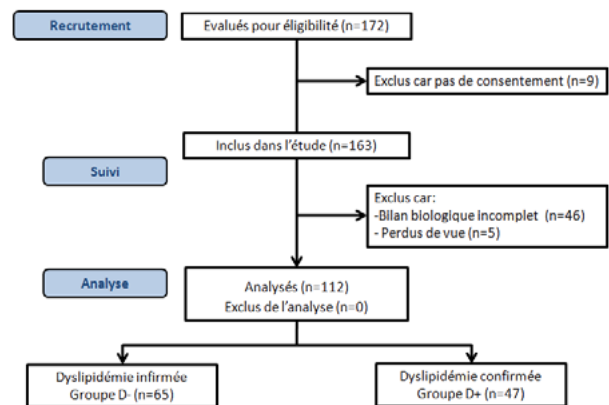 Recrutement
Evalués pour éligibilité (n=172)
Exclus car pas de consentement (n=9)
Inclus dans l'étude (n=163)
Suivi
Exclus car:
-Bilan biologique incomplet (n=46)
- Perdus de vue (n=5)
Analyse
Analysés (n=112)
Exclus de l'analyse (n=0)
Dyslipidémie infirmée
Groupe D- (n=65)
Dyslipidémie confirmée
Groupe D+ (n=47)